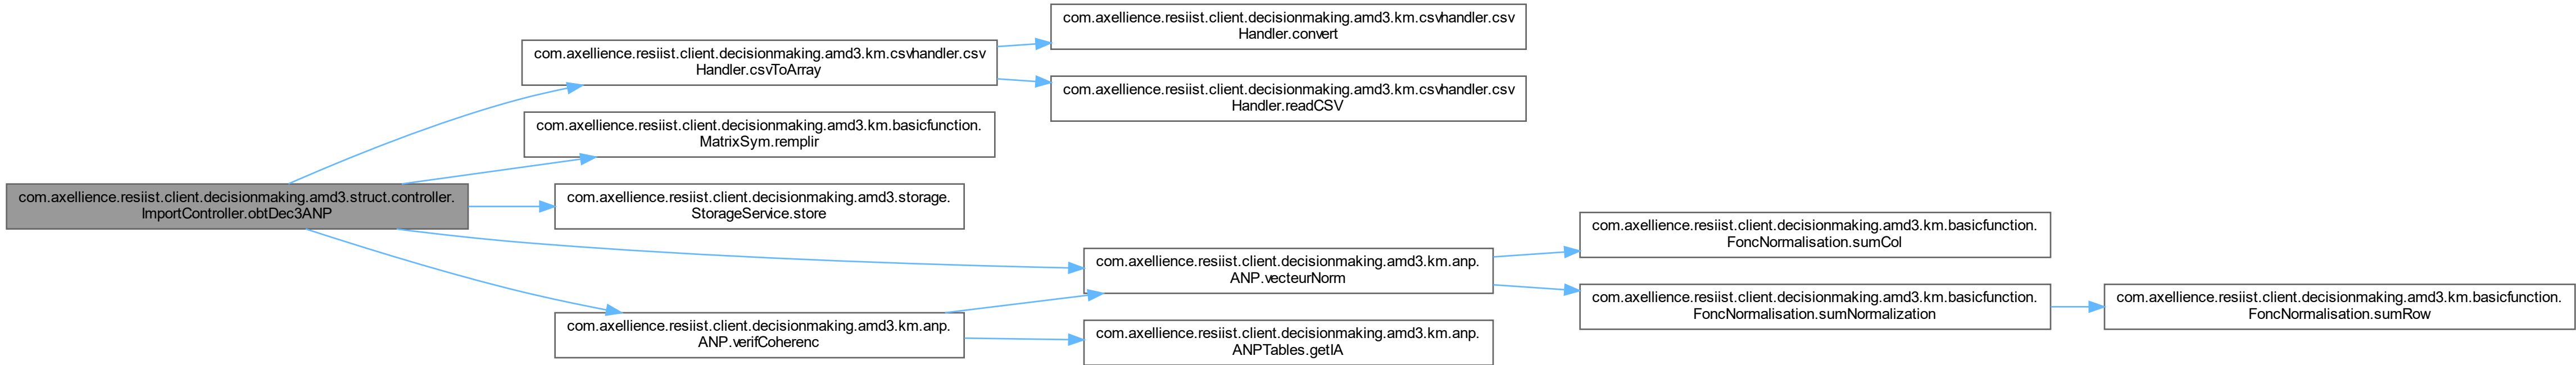 com.axellience.resiist.client.decisionmaking.amd3.struct.controller.
ImportController.obtDec3ANP
com.axellience.resiist.client.decisionmaking.amd3.km.csvhandler.csv
Handler.csvToArray
com.axellience.resiist.client.decisionmaking.amd3.km.csvhandler.csv
Handler.convert
com.axellience.resiist.client.decisionmaking.amd3.km.csvhandler.csv
Handler.readCSV
com.axellience.resiist.client.decisionmaking.amd3.km.basicfunction.
MatrixSym.remplir
com.axellience.resiist.client.decisionmaking.amd3.storage.
StorageService.store
com.axellience.resiist.client.decisionmaking.amd3.km.anp.
ANP.vecteurNorm
com.axellience.resiist.client.decisionmaking.amd3.km.basicfunction.
FoncNormalisation.sumCol
com.axellience.resiist.client.decisionmaking.amd3.km.basicfunction.
FoncNormalisation.sumNormalization
com.axellience.resiist.client.decisionmaking.amd3.km.basicfunction.
FoncNormalisation.sumRow
com.axellience.resiist.client.decisionmaking.amd3.km.anp.
ANP.verifCoherenc
com.axellience.resiist.client.decisionmaking.amd3.km.anp.
ANPTables.getIA